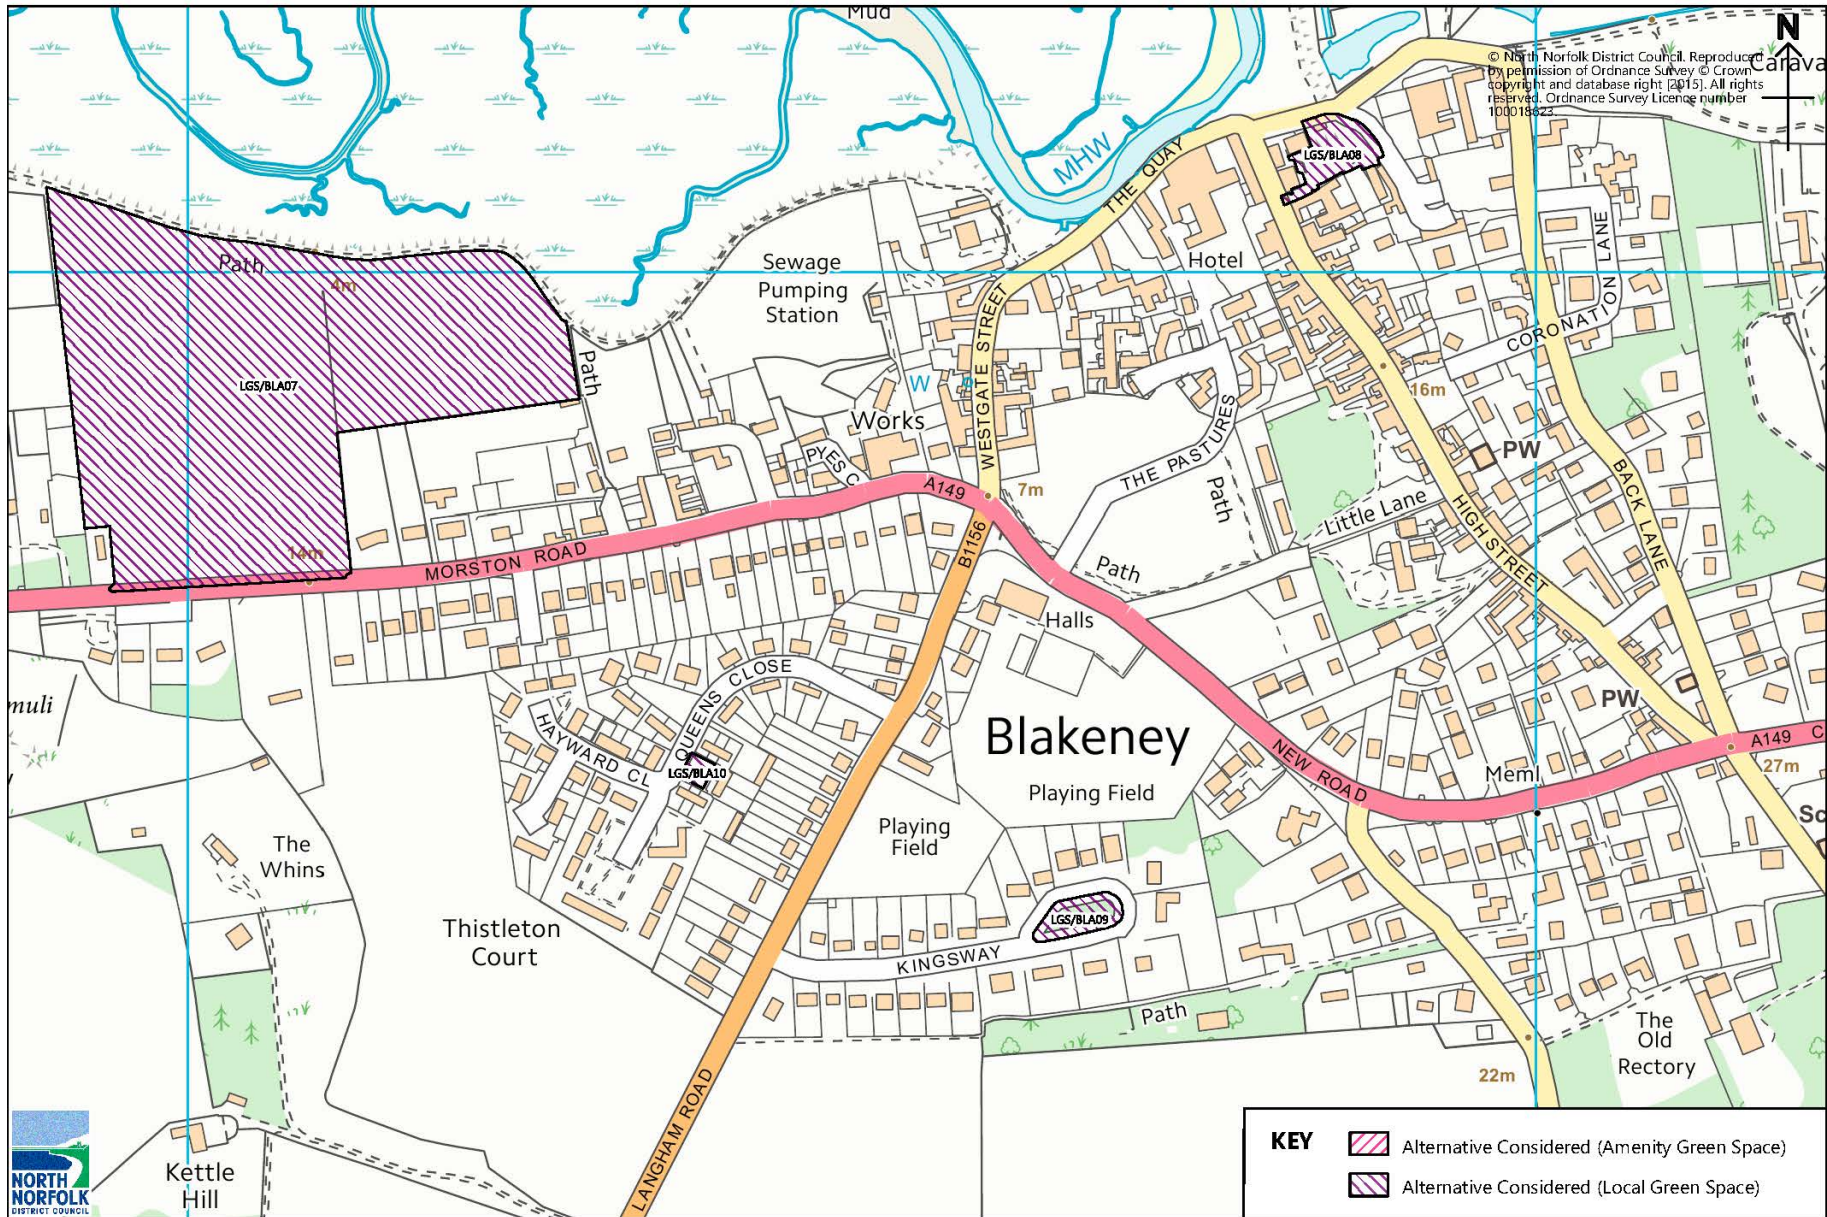 Mud
N
© North Norfolk District Council. Reproduced
by permission of Ordnance Survey © Crown
copyright and database right [2015]. All rights
reserved. Ordnance Survey Licence number
100018623.
Carava
MHW
THE QUAY
LGS/BLA08
Path
4m
Sewage
Pumping
Station
Hotel
CORONATION LANE
WESTGATE STREET
LGS/BLA07
Path
W
P
Works
16m
THE PASTURES
PYES C
PW
A149
7m
Path
Little Lane
HIGH STREET
BACK LANE
14m
MORSTON ROAD
B1156
Path
Halls
muli
QUEENS CLOSE
HAYWARD CL
LGS/BLA10
Blakeney
PW
NEW ROAD
Meml
A149
C
27m
Playing Field
Playing
Field
Sc
The
Whins
LGS/BLA09
Thistleton
Court
KINGSWAY
Path
The
Old
Rectory
22m
LANGHAM ROAD
Kettle
Hill
NORTH
NORFOLK
DISTRICT COUNCIL
KEY
Alternative Considered (Amenity Green Space)
Alternative Considered (Local Green Space)